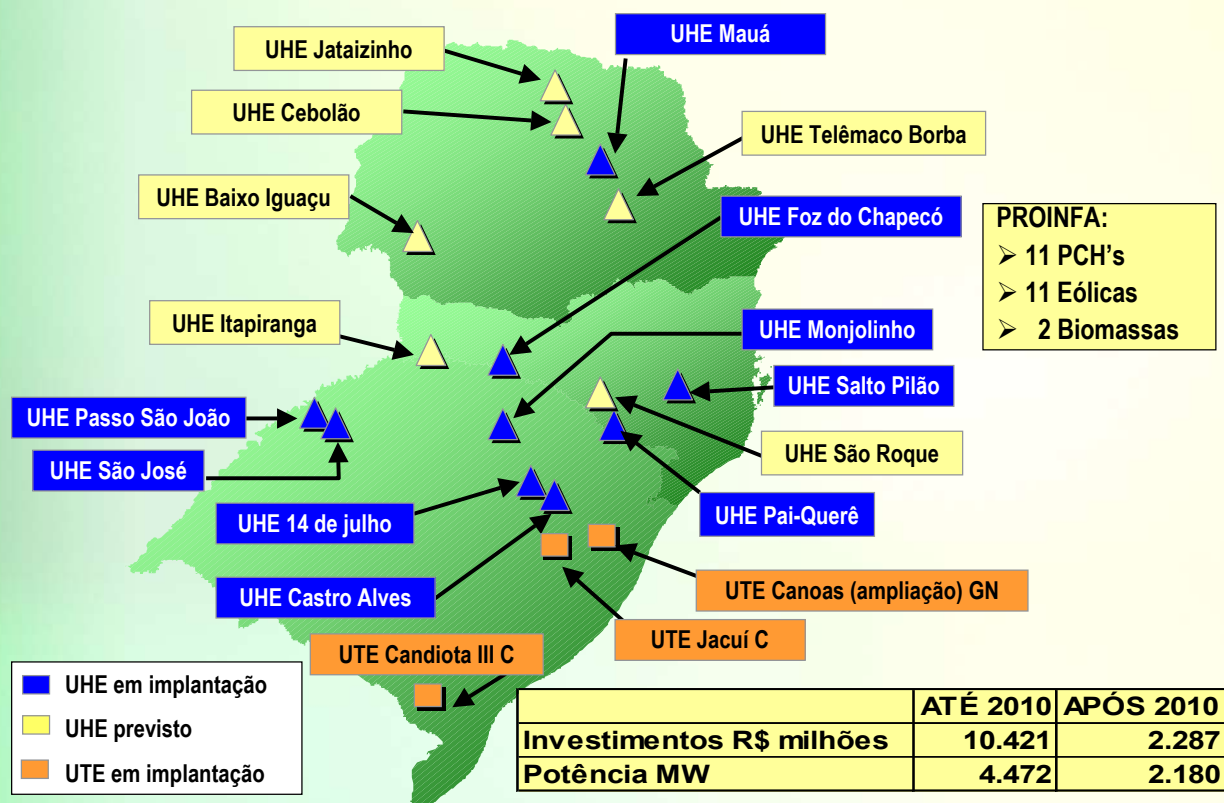 UHE Mauá
UHE Jataizinho
UHE Cebolão
UHE Telêmaco Borba
UHE Baixo Iguaçu
UHE Foz do Chapecó
PROINFA:
➢ 11 PCH's
➢ 11 Eólicas
➢ 2 Biomassas
UHE Itapiranga
UHE Monjolinho
UHE Salto Pilão
UHE Passo São João
UHE São José
UHE São Roque
UHE 14 de julho
UHE Pai-Querê
UHE Castro Alves
UTE Canoas (ampliação) GN
UTE Jacuí C
UTE Candiota III C
UHE em implantação
UHE previsto
UTE em implantação
ATÉ 2010 APÓS 2010
Investimentos R$ milhões 10.421 2.287
Potência MW 4.472 2.180